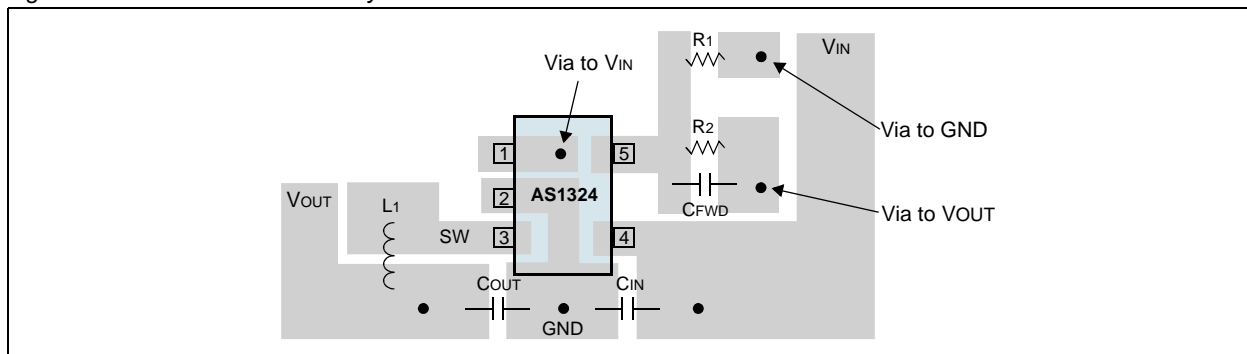 R1
VIN
Via to VIN
Via to GND
R2
1
5
AS1324
2
VOUT
L1
CFWD
Via to VOUT
SW
3
4
COUT
CIN
GND